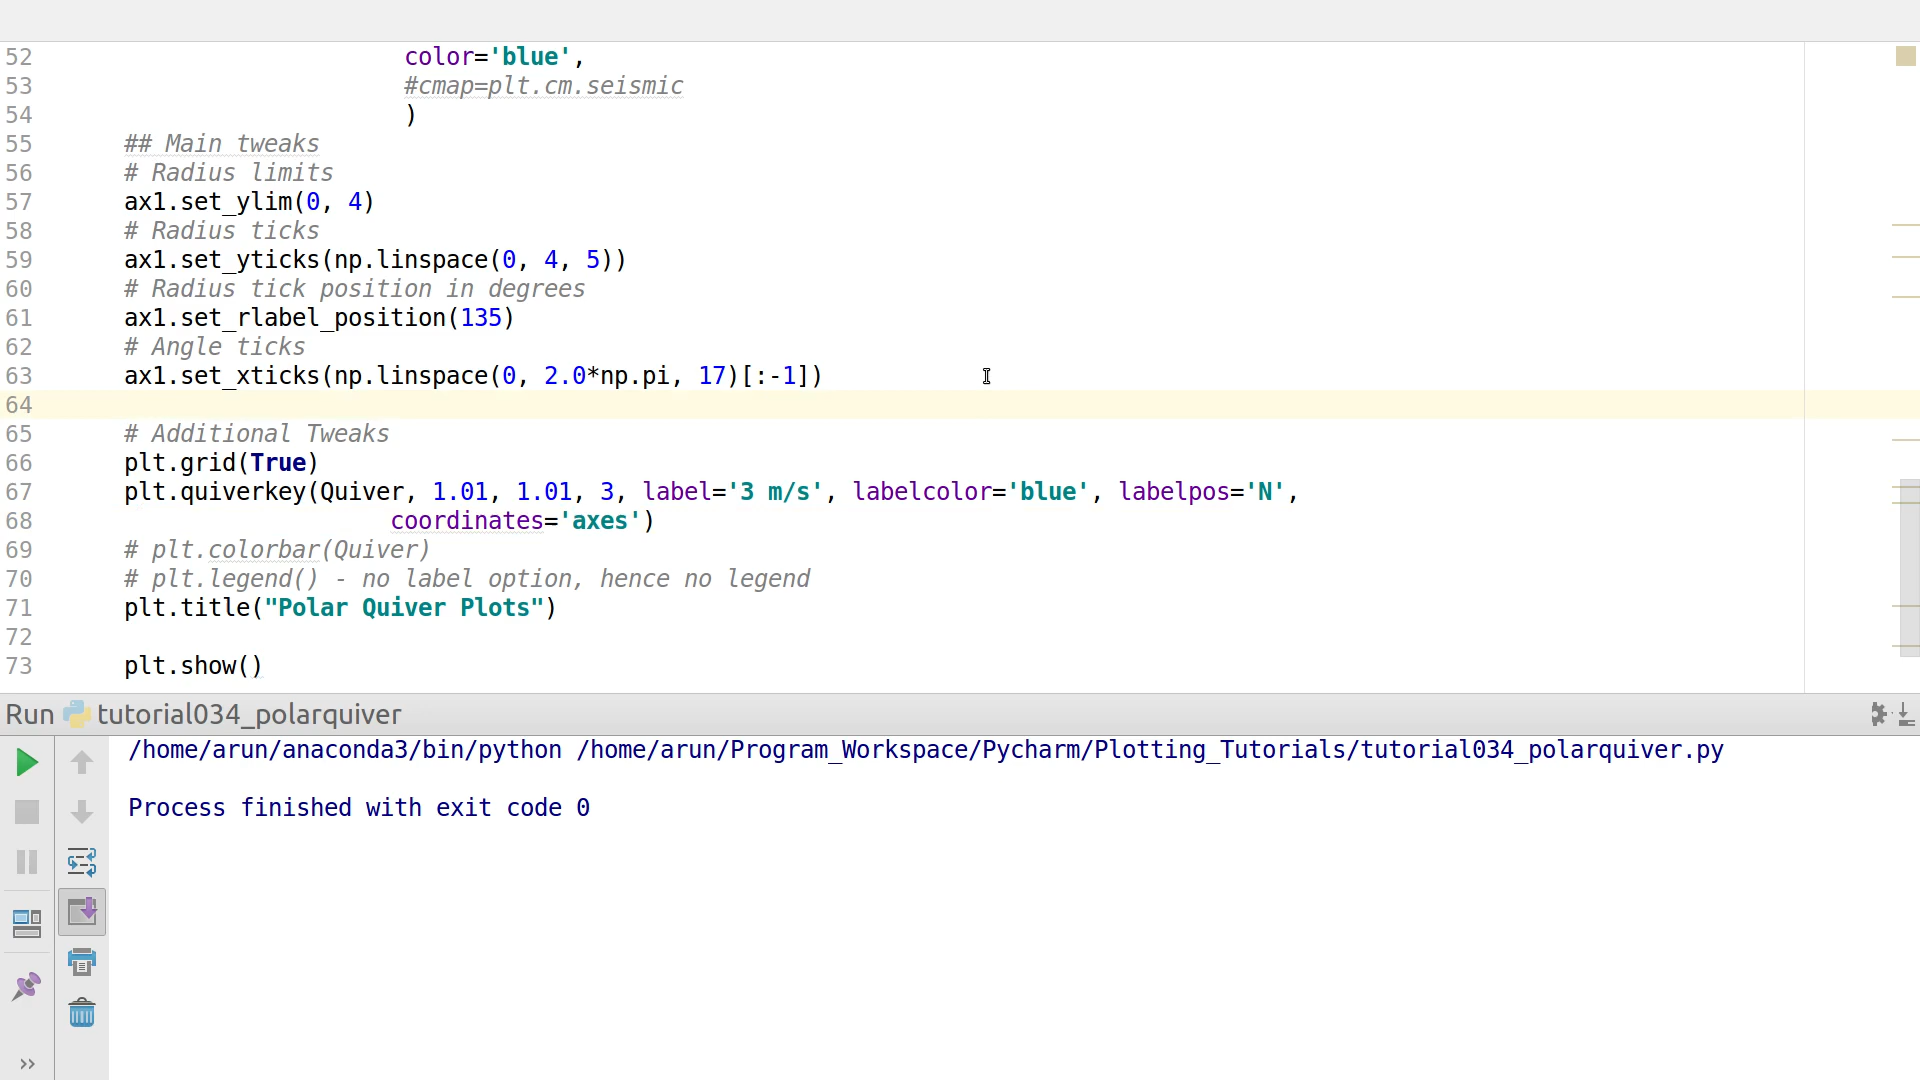 52 color='blue',
53 #cmap=plt.cm.seismic
54 )
55 ## Main tweaks
56 # Radius limits
57 ax1.set_ylim(0, 4)
58 # Radius ticks
59 ax1.set_yticks(np.linspace(0, 4, 5))
60 # Radius tick position in degrees
61 ax1.set_rlabel_position(135)
62 # Angle ticks
63 ax1.set_xticks(np.linspace(0, 2.0*np.pi, 17)[:-1])
64
65 # Additional Tweaks
66 plt.grid(True)
67 plt.quiverkey(Quiver, 1.01, 1.01, 3, label='3 m/s', labelcolor='blue', labelpos='N',
68 coordinates='axes')
69 # plt.colorbar(Quiver)
70 # plt.legend() - no label option, hence no legend
71 plt.title("Polar Quiver Plots")
72
73 plt.show()
Run tutorial034_polarquiver
/home/arun/anaconda3/bin/python /home/arun/Program_Workspace/Pycharm/Plotting_Tutorials/tutorial034_polarquiver.py
Process finished with exit code 0